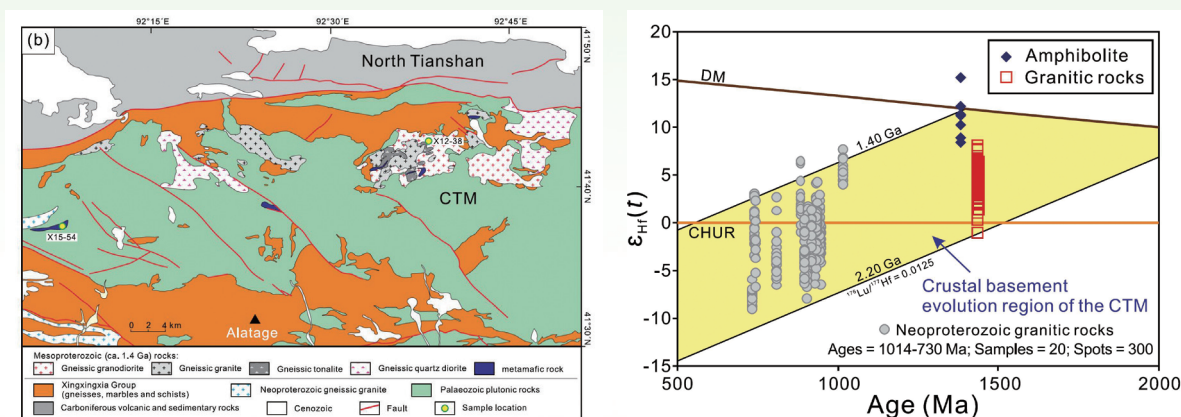 92°15′E
92°30′E
92°45′E
(b)
41°50′N
North Tianshan
X12-38
41°40′N
CTM
X15-54
0 2 4 km
Alatage
41°30′N
Mesoproterozoic (ca. 1.4 Ga) rocks:
Gneissic granodiorite
Gneissic granite
Gneissic tonalite
Gneissic quartz diorite
metamafic rock
Xingxingxia Group
(gneisses, marbles and schists)
Neoproterozoic gneissic granite
Palaeozoic plutonic rocks
Carboniferous volcanic and sedimentary rocks
Cenozoic
Fault
Sample location
20
15
10
5
0
-5
-10
-15
εHf(t)
DM
Amphibolite
Granitic rocks
1.40 Ga
CHUR
2.20 Ga
¹⁷⁶Lu/¹⁷⁷Hf = 0.0125
Crustal basement
evolution region of the CTM
Neoproterozoic granitic rocks
Ages = 1014-730 Ma; Samples = 20; Spots = 300
500
1000
1500
2000
Age (Ma)